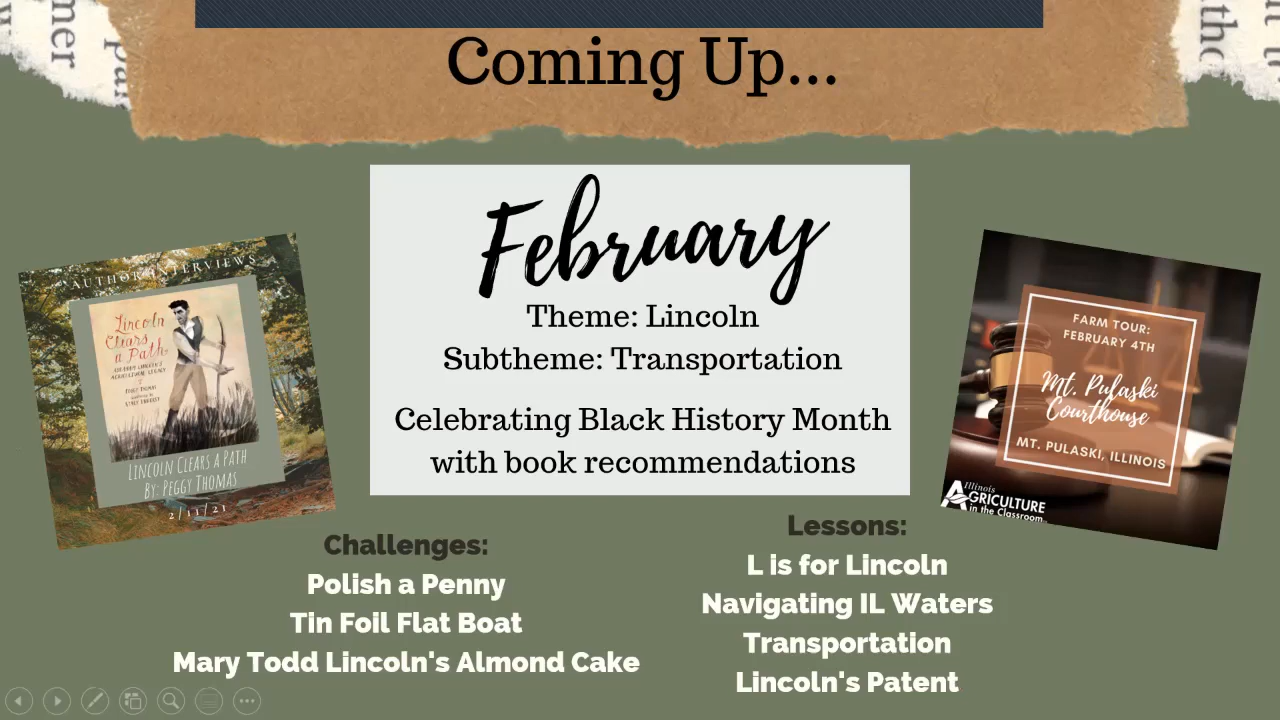 Coming Up...
February
Theme: Lincoln
Subtheme: Transportation
Celebrating Black History Month
with book recommendations
AUTHOR INTERVIEWS
Lincoln
Clears
a Path
PEGGY THOMAS
LINCOLN CLEARS A PATH
BY: PEGGY THOMAS
2/11/21
FARM TOUR:
FEBRUARY 4TH
Mt. Pulaski
Courthouse
MT. PULASKI, ILLINOIS
Illinois
AGRICULTURE
in the Classroom
Challenges:
Polish a Penny
Tin Foil Flat Boat
Mary Todd Lincoln's Almond Cake
Lessons:
L is for Lincoln
Navigating IL Waters
Transportation
Lincoln's Patent